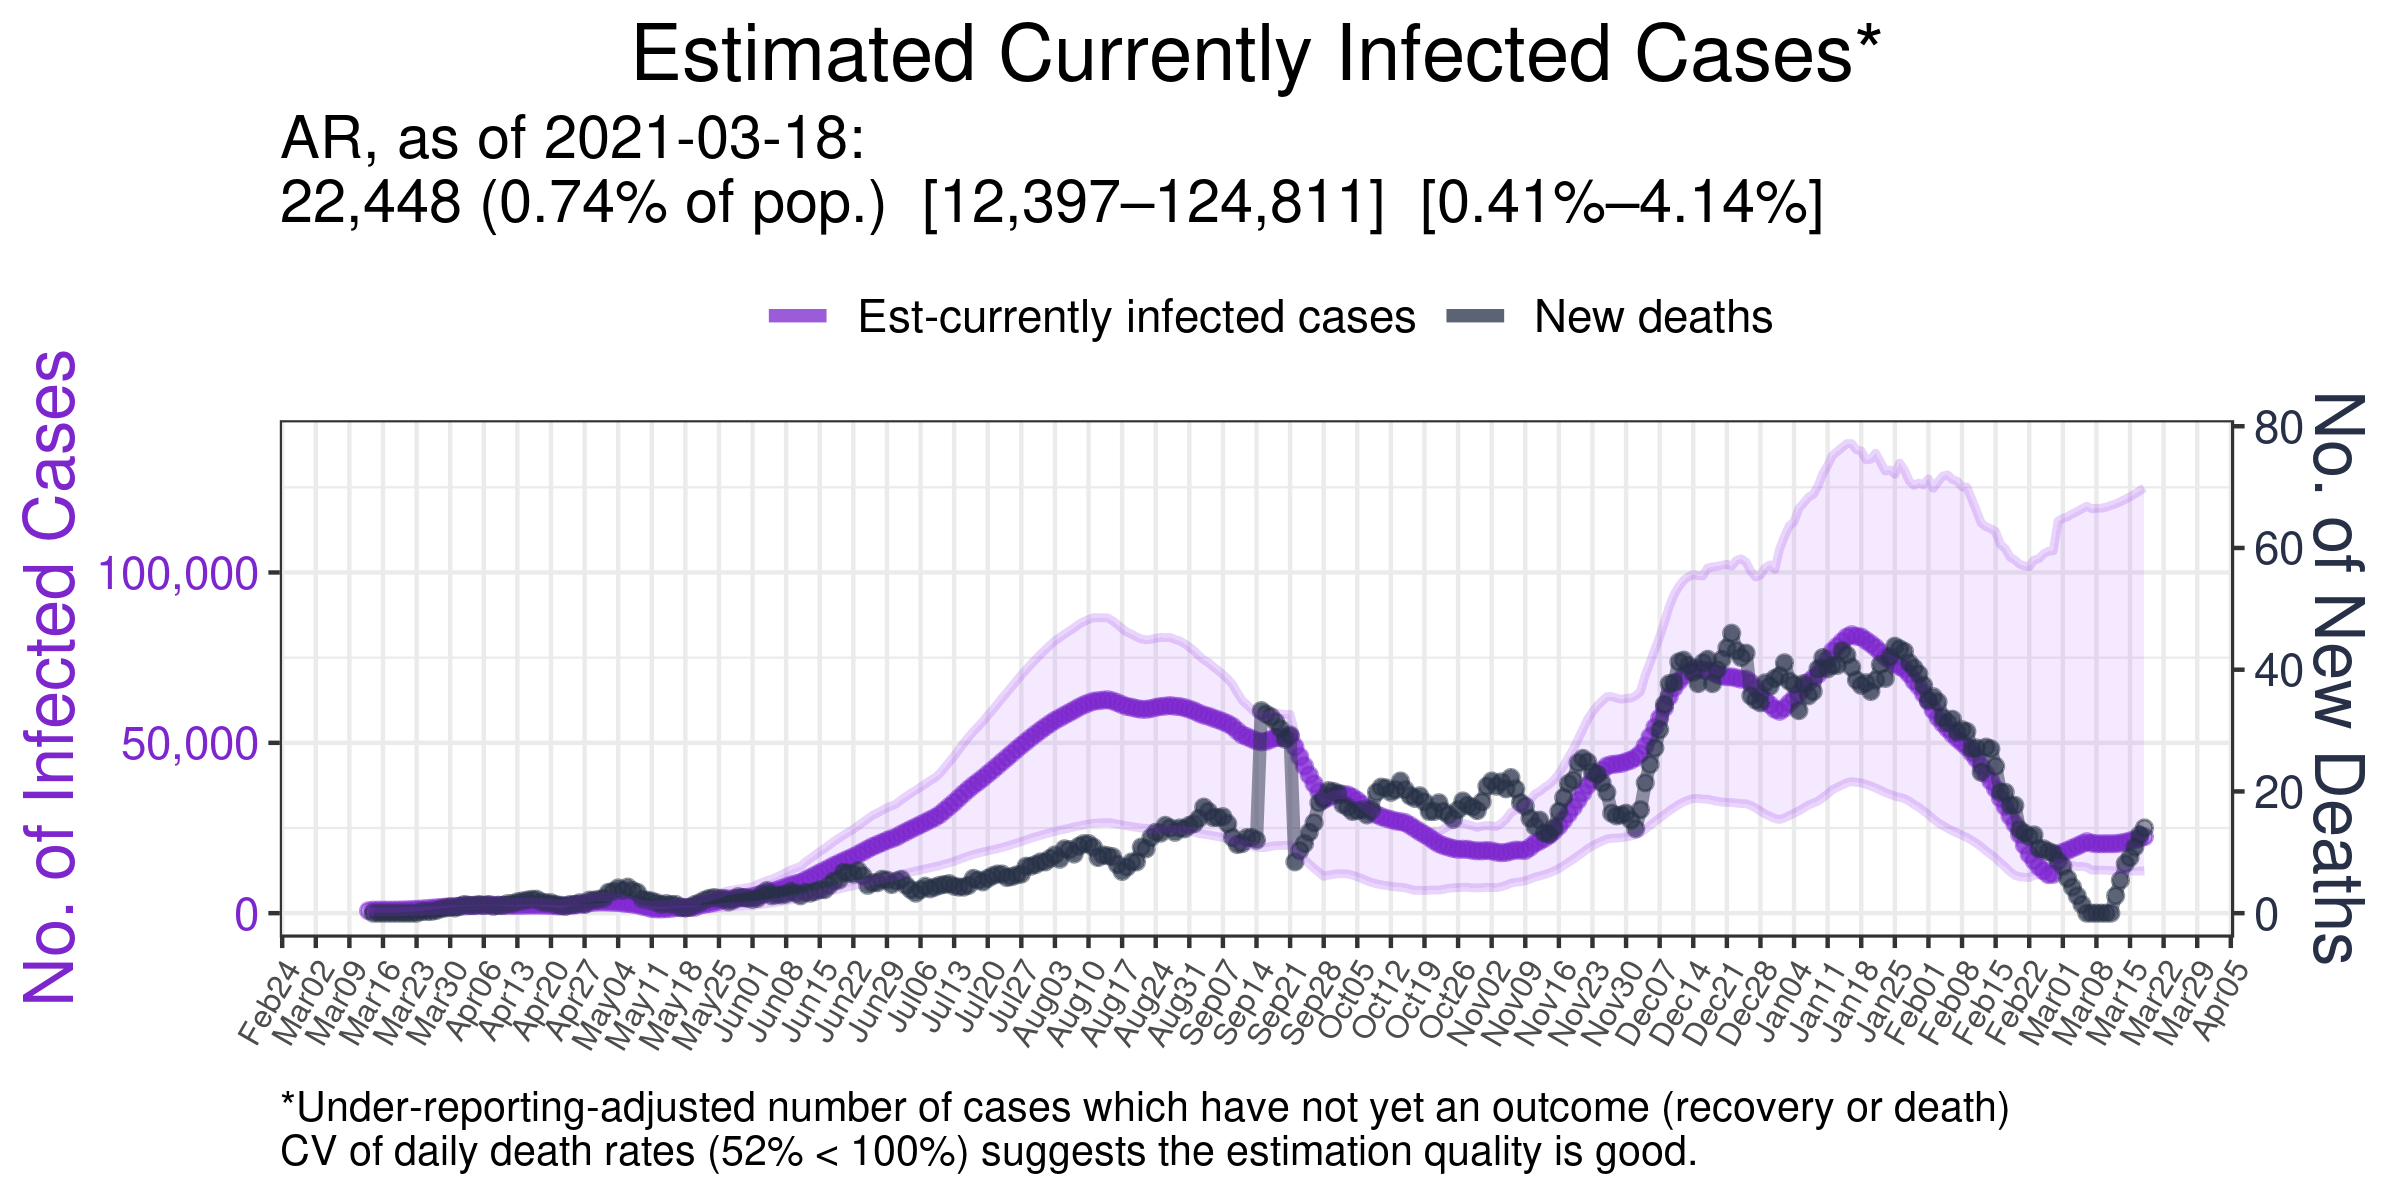 Estimated Currently Infected Cases*
AR, as of 2021-03-18:
22,448 (0.74% of pop.) [12,397–124,811] [0.41%–4.14%]
Est-currently infected cases New deaths
No. of Infected Cases
100,000
50,000
0
80
60
40
20
0
No. of New Deaths
Feb24 Mar02 Mar09 Mar16 Mar23 Mar30 Apr06 Apr13 Apr20 Apr27 May04 May11 May18 May25 Jun01 Jun08 Jun15 Jun22 Jun29 Jul06 Jul13 Jul20 Jul27 Aug03 Aug10 Aug17 Aug24 Aug31 Sep07 Sep14 Sep21 Sep28 Oct05 Oct12 Oct19 Oct26 Nov02 Nov09 Nov16 Nov23 Nov30 Dec07 Dec14 Dec21 Dec28 Jan04 Jan11 Jan18 Jan25 Feb01 Feb08 Feb15 Feb22 Mar01 Mar08 Mar15 Mar22 Mar29 Apr05
*Under-reporting-adjusted number of cases which have not yet an outcome (recovery or death)
CV of daily death rates (52% < 100%) suggests the estimation quality is good.